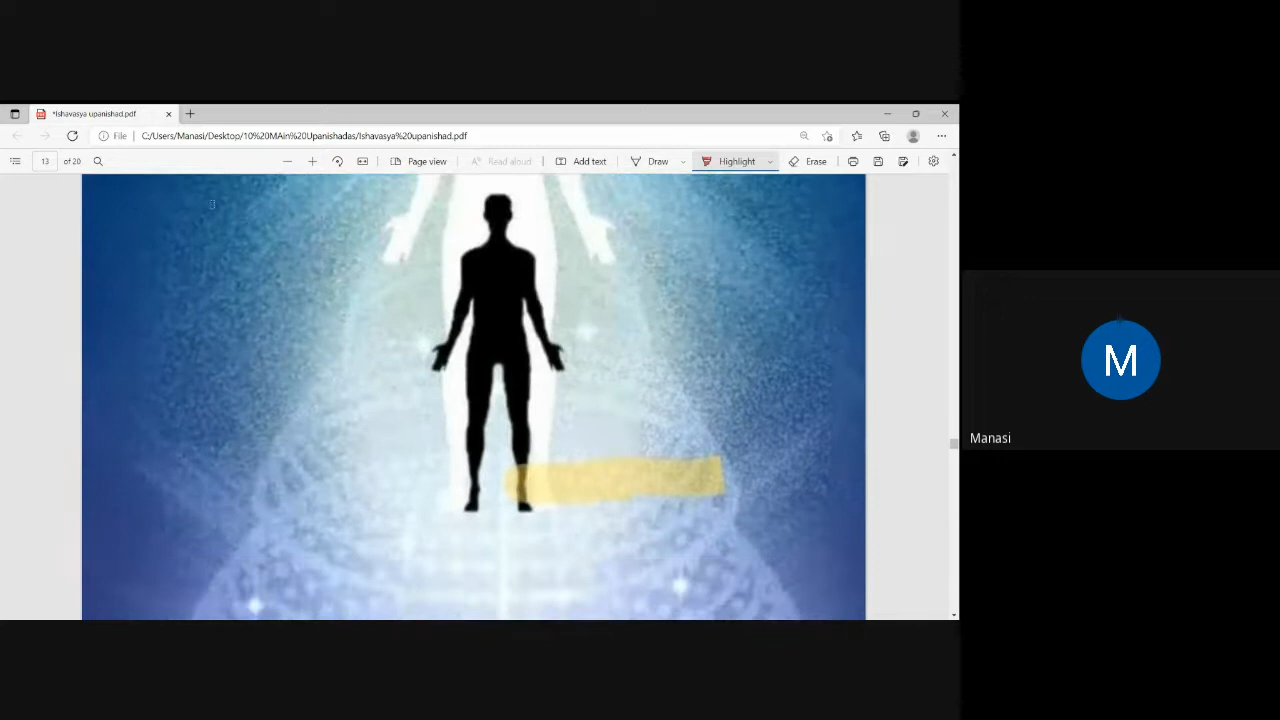 *Ishavasya upanishad.pdf
File
C:/Users/Manasi/Desktop/10%20MAin%20Upanishadas/Ishavasya%20upanishad.pdf
13 of 20
Page view
Read aloud
Add text
Draw
Highlight
Erase
M
Manasi